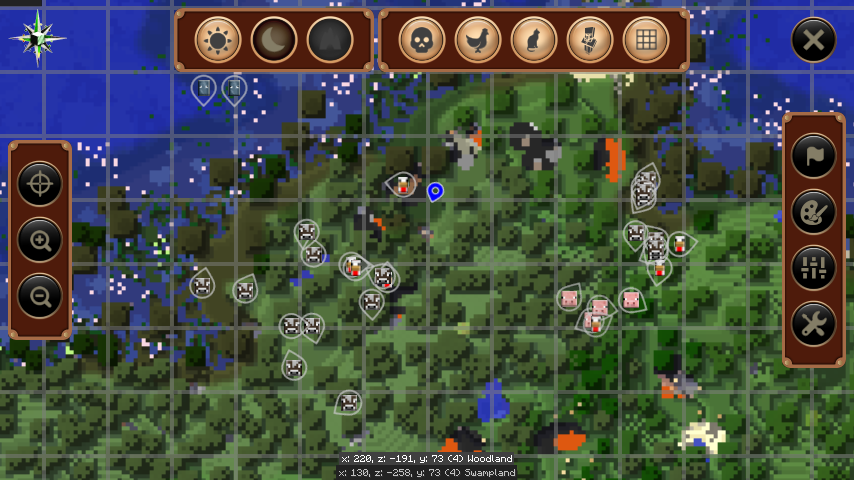 x: 220, z: -191, y: 73 (4) Woodland
x: 130, z: -258, y: 73 (4) Swampland